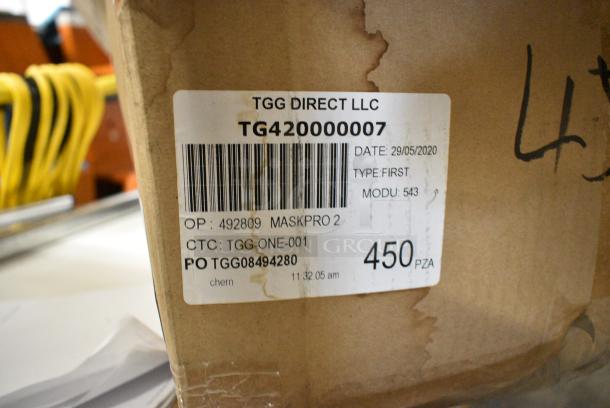 TGG DIRECT LLC
TG420000007
DATE: 29/05/2020
TYPE:FIRST
MODU: 543
OP: 492809 MASKPRO 2
CTC: TGG-ONE-001
PO TGG08494280
450 PZA
chern 11:32.05 am